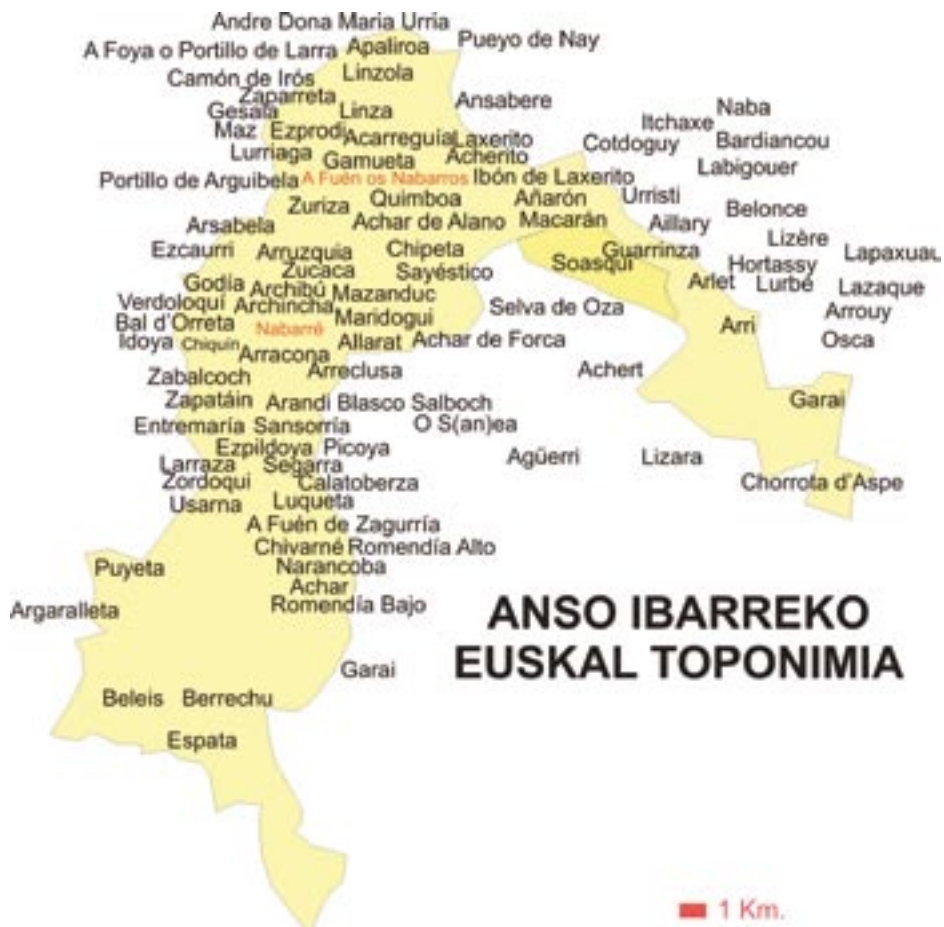 Andre Dona Maria Urria
A Foya o Portillo de Larra Apaliroa Pueyo de Nay
Camón de Irós Linzola
Zaparreta Ansabere
Gesala Linza Naba
Maz Ezprodi Acarreguía Laxerito Itchaxe
Cotdoguy Bardiancou
Lurriaga Gamueta Acherito Labigouer
Portillo de Arguibela A Fuén os Nabarros Ibón de Laxerito
Zuriza Quimboa Añarón Urristi
Arsabela Achar de Alano Macarán Aillary Belonce
Ezcaurri Arruzquia Chipeta Guarrinza Lizère Lapaxuau
Zucaca Sayéstico Soasqui Hortassy
Godía Archibú Mazanduc Arlet Lurbé Lazaque
Verdoloqui Archincha Selva de Oza Arrouy
Bal d'Orreta Nabarré Maridogui Arri
Idoya Chiquín Allarat Achar de Forca Osca
Arracona
Zabalcoch Arreclusa Achert
Zapatáin Arandi Blasco Salboch Garai
Entremaría Sansorría O S(an)ea
Ezpildoya Picoya Agüerri Lizara
Larraza Segarra
Zordoqui Calatoberza Chorrota d'Aspe
Usarna Luqueta
A Fuén de Zagurría
Chivarné Romendía Alto
Puyeta Narancoba
Achar
Argaralleta Romendía Bajo
ANSO IBARREKO
EUSKAL TOPONIMIA
Garai
Beleis Berrechu
Espata
1 Km.